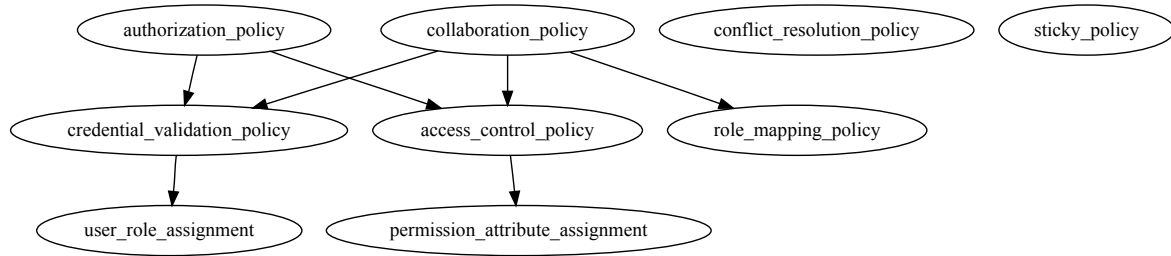 authorization_policy
collaboration_policy
conflict_resolution_policy
sticky_policy
credential_validation_policy
access_control_policy
role_mapping_policy
user_role_assignment
permission_attribute_assignment